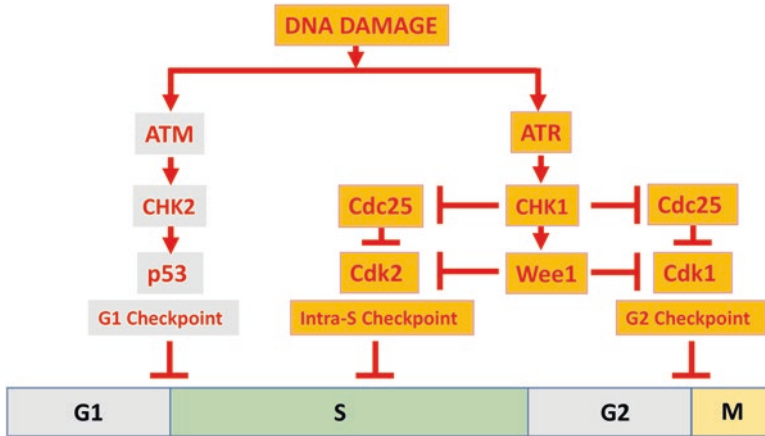 DNA DAMAGE
ATM
ATR
CHK2
Cdc25
CHK1
Cdc25
p53
Cdk2
Wee1
Cdk1
G1 Checkpoint
Intra-S Checkpoint
G2 Checkpoint
G1
S
G2
M